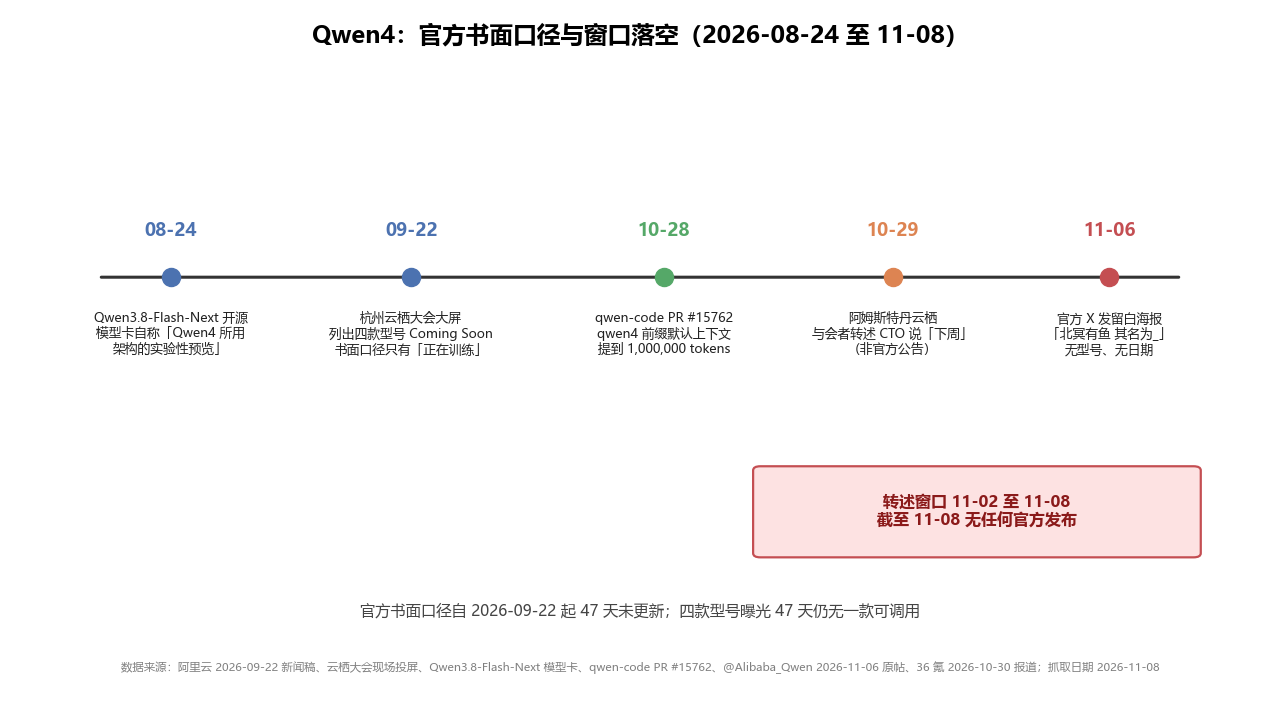 Qwen4：官方书面口径与窗口落空（2026-08-24 至 11-08）
08-24
09-22
10-28
10-29
11-06
Qwen3.8-Flash-Next 开源
模型卡自称「Qwen4 所用
架构的实验性预览」
杭州云栖大会大屏
列出四款型号 Coming Soon
书面口径只有「正在训练」
qwen-code PR #15762
qwen4 前缀默认上下文
提到 1,000,000 tokens
阿姆斯特丹云栖
与会者转述 CTO 说「下周」
（非官方公告）
官方 X 发留白海报
「北冥有鱼 其名为_」
无型号、无日期
转述窗口 11-02 至 11-08
截至 11-08 无任何官方发布
官方书面口径自 2026-09-22 起 47 天未更新；四款型号曝光 47 天仍无一款可调用
数据来源：阿里云 2026-09-22 新闻稿、云栖大会现场投屏、Qwen3.8-Flash-Next 模型卡、qwen-code PR #15762、@Alibaba_Qwen 2026-11-06 原帖、36 氪 2026-10-30 报道；抓取日期 2026-11-08